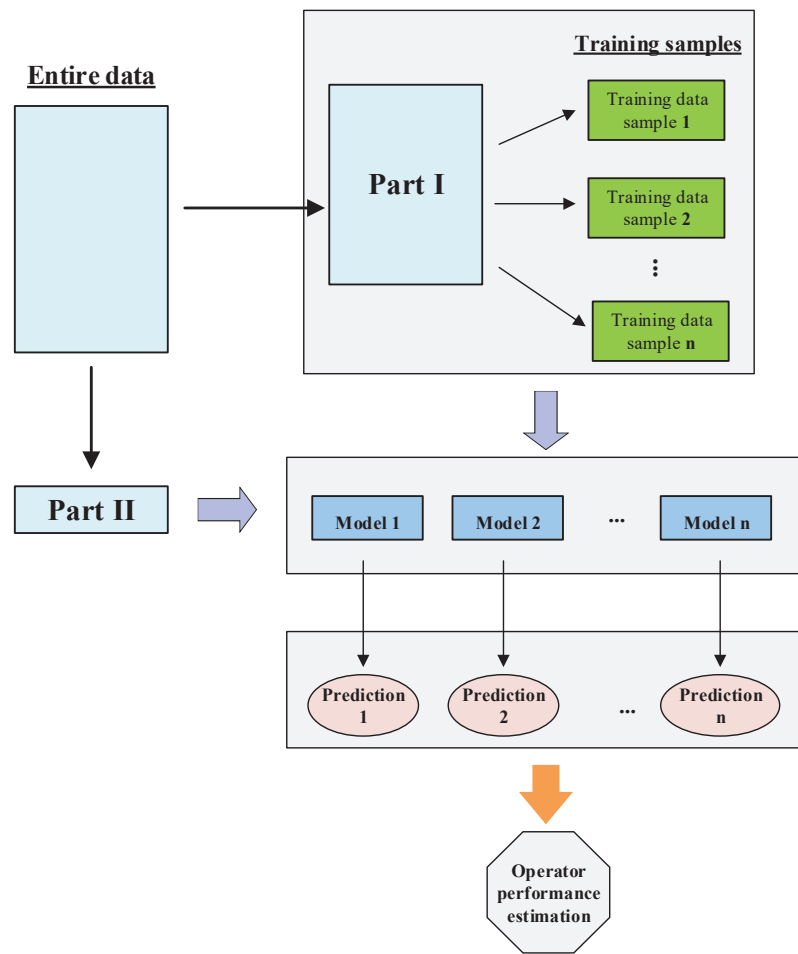 Entire data
Training samples
Part I
Training data
sample 1
Training data
sample 2
⋮
Training data
sample n
Part II
Model 1
Model 2
...
Model n
Prediction
1
Prediction
2
...
Prediction
n
Operator
performance
estimation